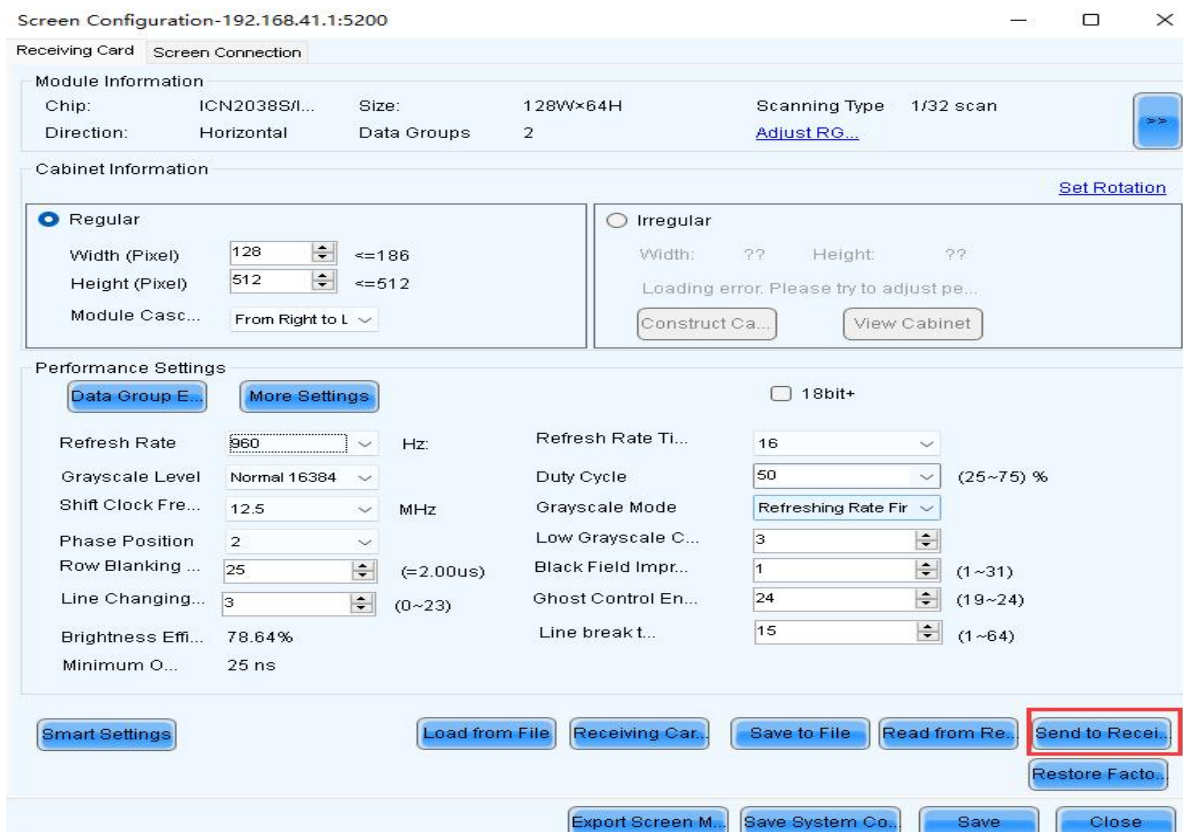 Screen Configuration-192.168.41.1:5200
Receiving Card Screen Connection
Module Information
Chip: ICN2038S/I... Size: 128W×64H Scanning Type 1/32 scan
Direction: Horizontal Data Groups 2 Adjust RG...
>>
Cabinet Information
Set Rotation
Regular
Width (Pixel) 128 <=186
Height (Pixel) 512 <=512
Module Casc... From Right to L
Irregular
Width: ?? Height: ??
Loading error. Please try to adjust pe...
Construct Ca... View Cabinet
Performance Settings
Data Group E... More Settings 18bit+
Refresh Rate 960 Hz: Refresh Rate Ti... 16
Grayscale Level Normal 16384 Duty Cycle 50 (25~75) %
Shift Clock Fre... 12.5 MHz Grayscale Mode Refreshing Rate Fir
Phase Position 2 Low Grayscale C... 3
Row Blanking ... 25 (=2.00us) Black Field Impr... 1 (1~31)
Line Changing... 3 (0~23) Ghost Control En... 24 (19~24)
Brightness Effi... 78.64% Line break t... 15 (1~64)
Minimum O... 25 ns
Smart Settings Load from File Receiving Car... Save to File Read from Re... Send to Recei...
Restore Facto...
Export Screen M... Save System Co... Save Close